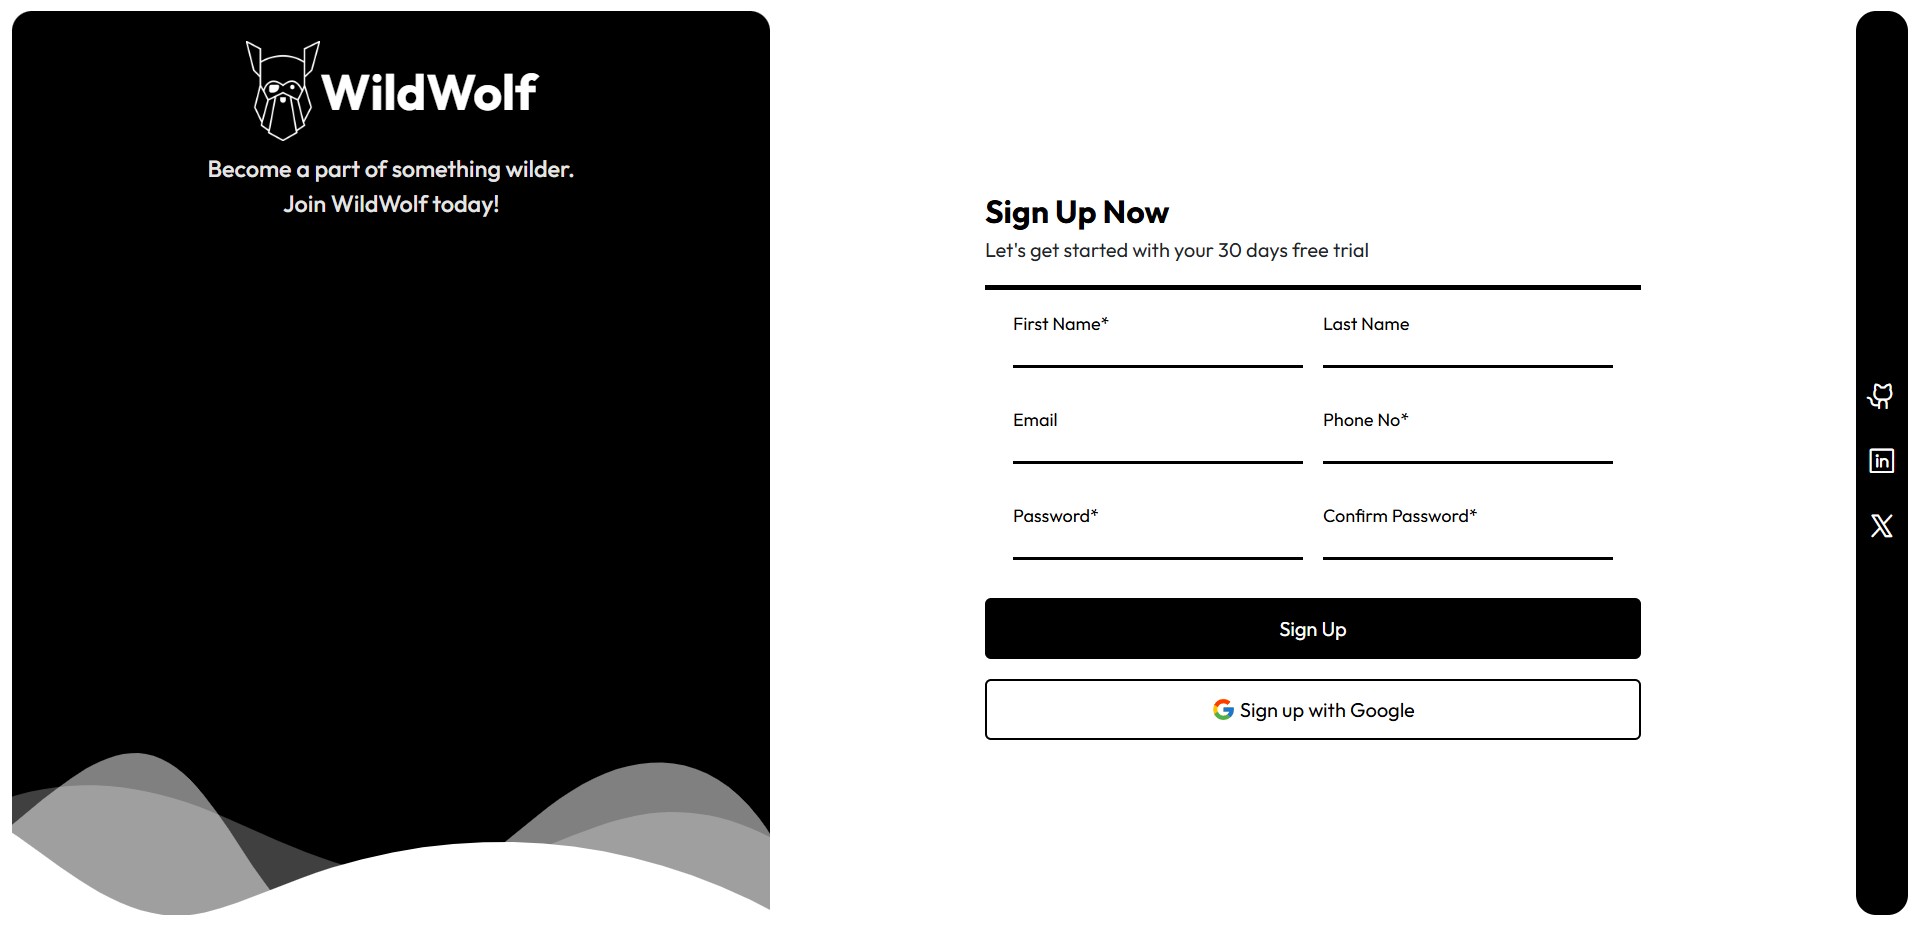 WildWolf
Become a part of something wilder.
Join WildWolf today!
Sign Up Now
Let's get started with your 30 days free trial
First Name*
Last Name
Email
Phone No*
Password*
Confirm Password*
Sign Up
Sign up with Google
in